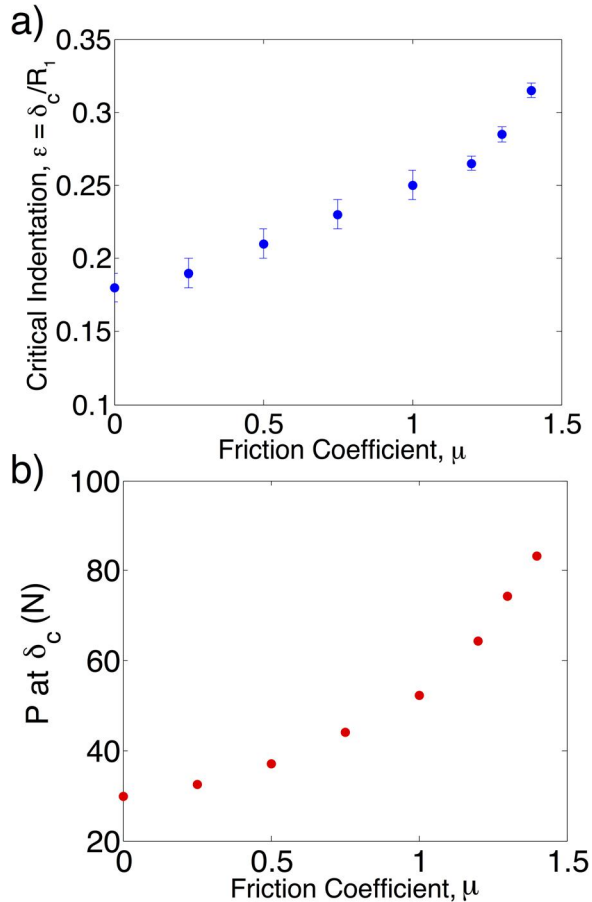 a)
Critical Indentation, ε = δc/R1
0.35
0.3
0.25
0.2
0.15
0.1
0 0.5 1 1.5
Friction Coefficient, μ
b)
P at δc (N)
100
80
60
40
20
0 0.5 1 1.5
Friction Coefficient, μ